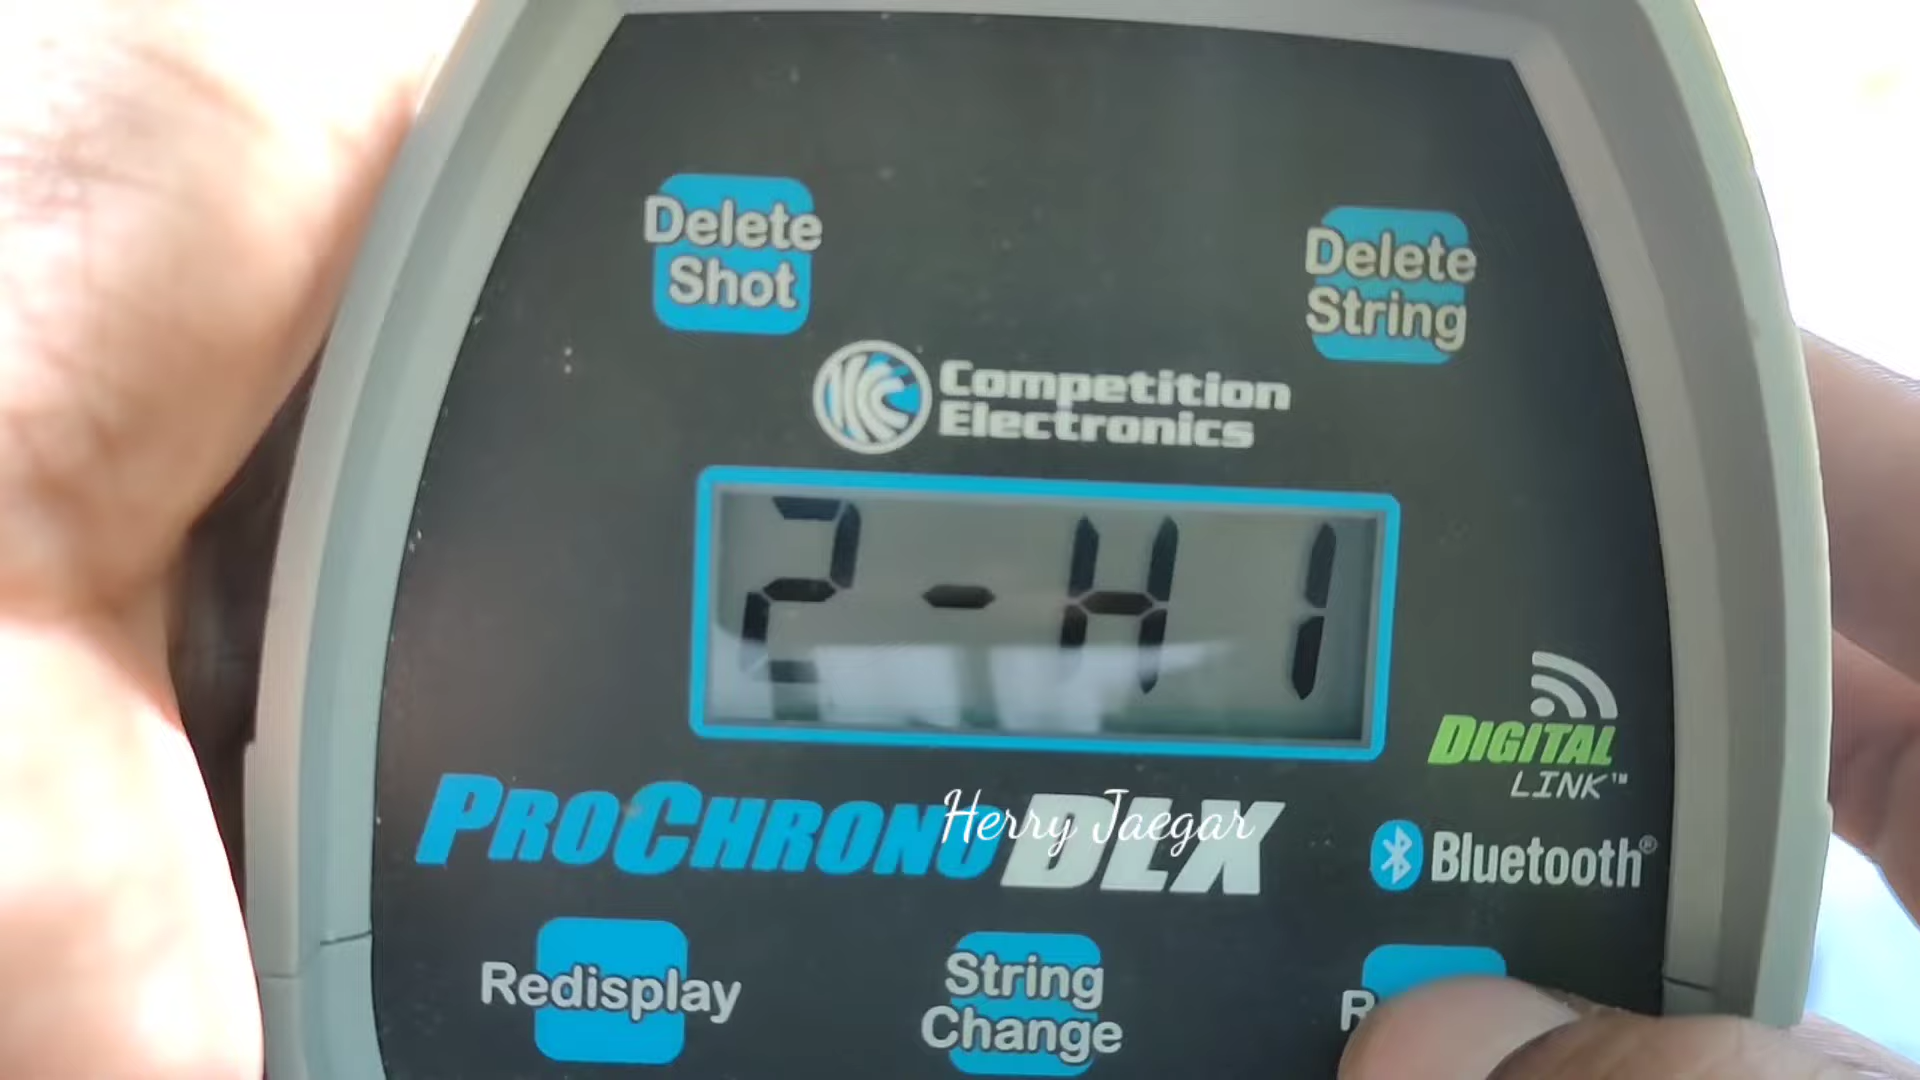 Delete
Shot
Delete
String
Competition
Electronics
2-H1
DIGITAL
LINK™
PROCHRONO DLX
Herry Jaegar
Bluetooth®
Redisplay
String
Change
R